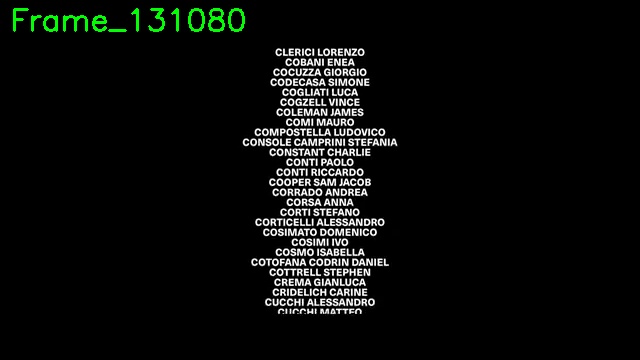 Frame_131080
CLERICI LORENZO
COBANI ENEA
COCUZZA GIORGIO
CODECASA SIMONE
COGLIATI LUCA
COGZELL VINCE
COLEMAN JAMES
COMI MAURO
COMPOSTELLA LUDOVICO
CONSOLE CAMPRINI STEFANIA
CONSTANT CHARLIE
CONTI PAOLO
CONTI RICCARDO
COOPER SAM JACOB
CORRADO ANDREA
CORSA ANNA
CORTI STEFANO
CORTICELLI ALESSANDRO
COSIMATO DOMENICO
COSIMI IVO
COSMO ISABELLA
COTOFANA CODRIN DANIEL
COTTRELL STEPHEN
CREMA GIANLUCA
CRIDELICH CARINE
CUCCHI ALESSANDRO
CUCCHI MATTEO